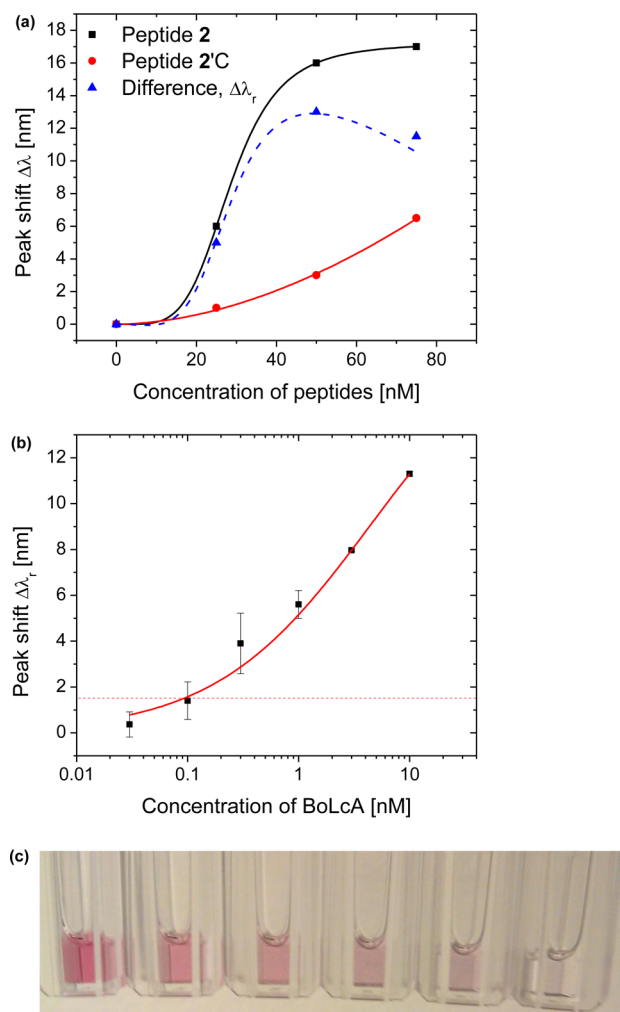 (a)
Peptide 2
Peptide 2'C
Difference, Δλr
18
16
14
12
10
8
6
4
2
0
Peak shift Δλ [nm]
0 20 40 60 80
Concentration of peptides [nM]
(b)
12
10
8
6
4
2
0
Peak shift Δλr [nm]
0.01 0.1 1 10
Concentration of BoLcA [nM]
(c)